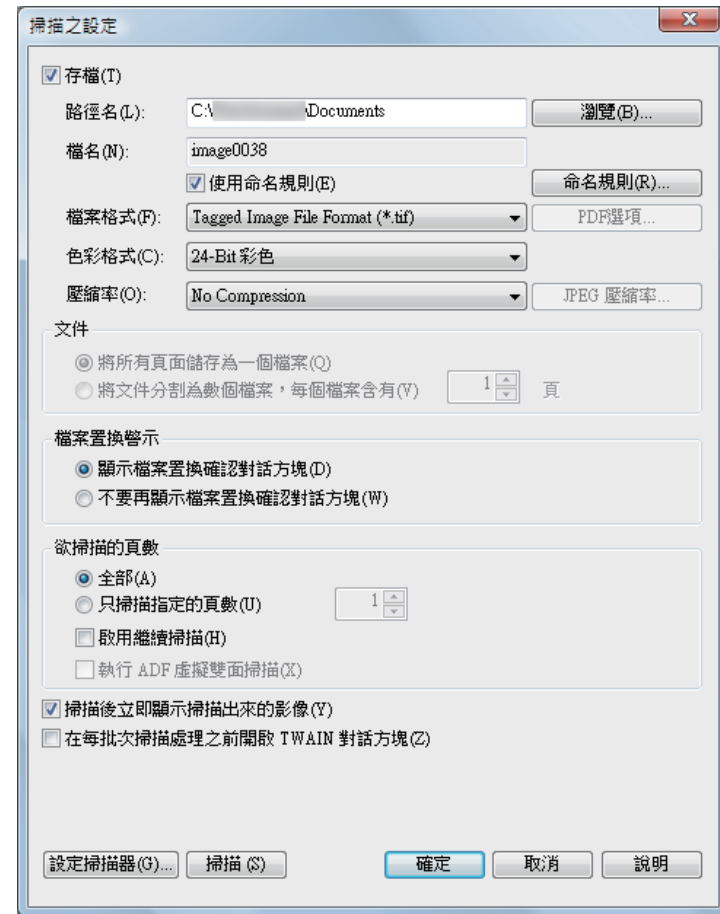 掃描之設定
存檔(T)
路徑名(L): C:\ \Documents 瀏覽(B)...
檔名(N): image0038
使用命名規則(E) 命名規則(R)...
檔案格式(F): Tagged Image File Format (*.tif) PDF選項...
色彩格式(C): 24-Bit 彩色
壓縮率(O): No Compression JPEG 壓縮率...
文件
將所有頁面儲存為一個檔案(Q)
將文件分割為數個檔案，每個檔案含有(V) 1 頁
檔案置換警示
顯示檔案置換確認對話方塊(D)
不要再顯示檔案置換確認對話方塊(W)
欲掃描的頁數
全部(A)
只掃描指定的頁數(U) 1
啟用繼續掃描(H)
執行 ADF 虛擬雙面掃描(X)
掃描後立即顯示掃描出來的影像(Y)
在每批次掃描處理之前開啟 TWAIN 對話方塊(Z)
設定掃描器(G)... 掃描 (S) 確定 取消 說明